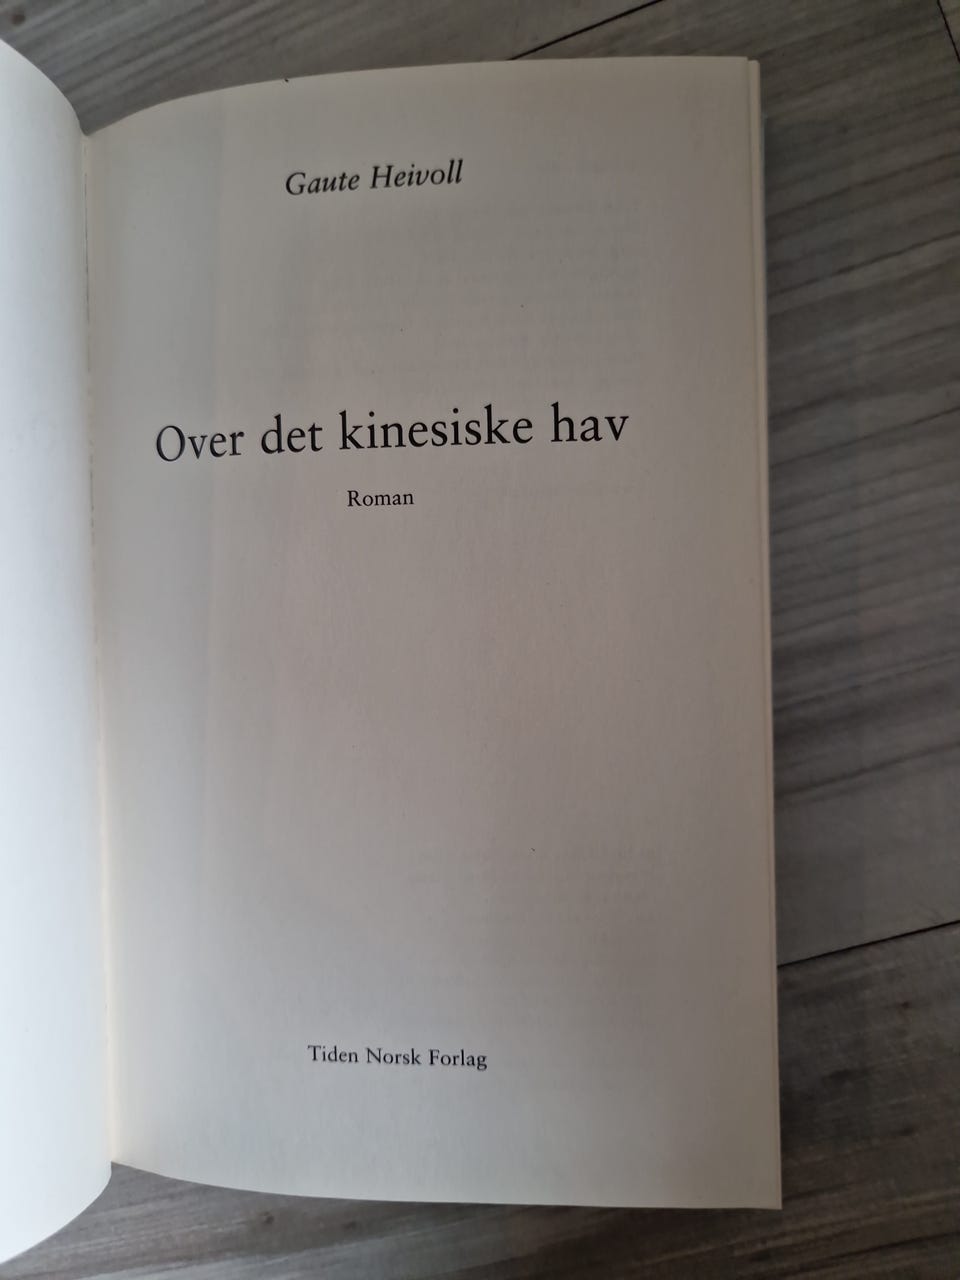 Gaute Heivoll
Over det kinesiske hav
Roman
Tiden Norsk Forlag